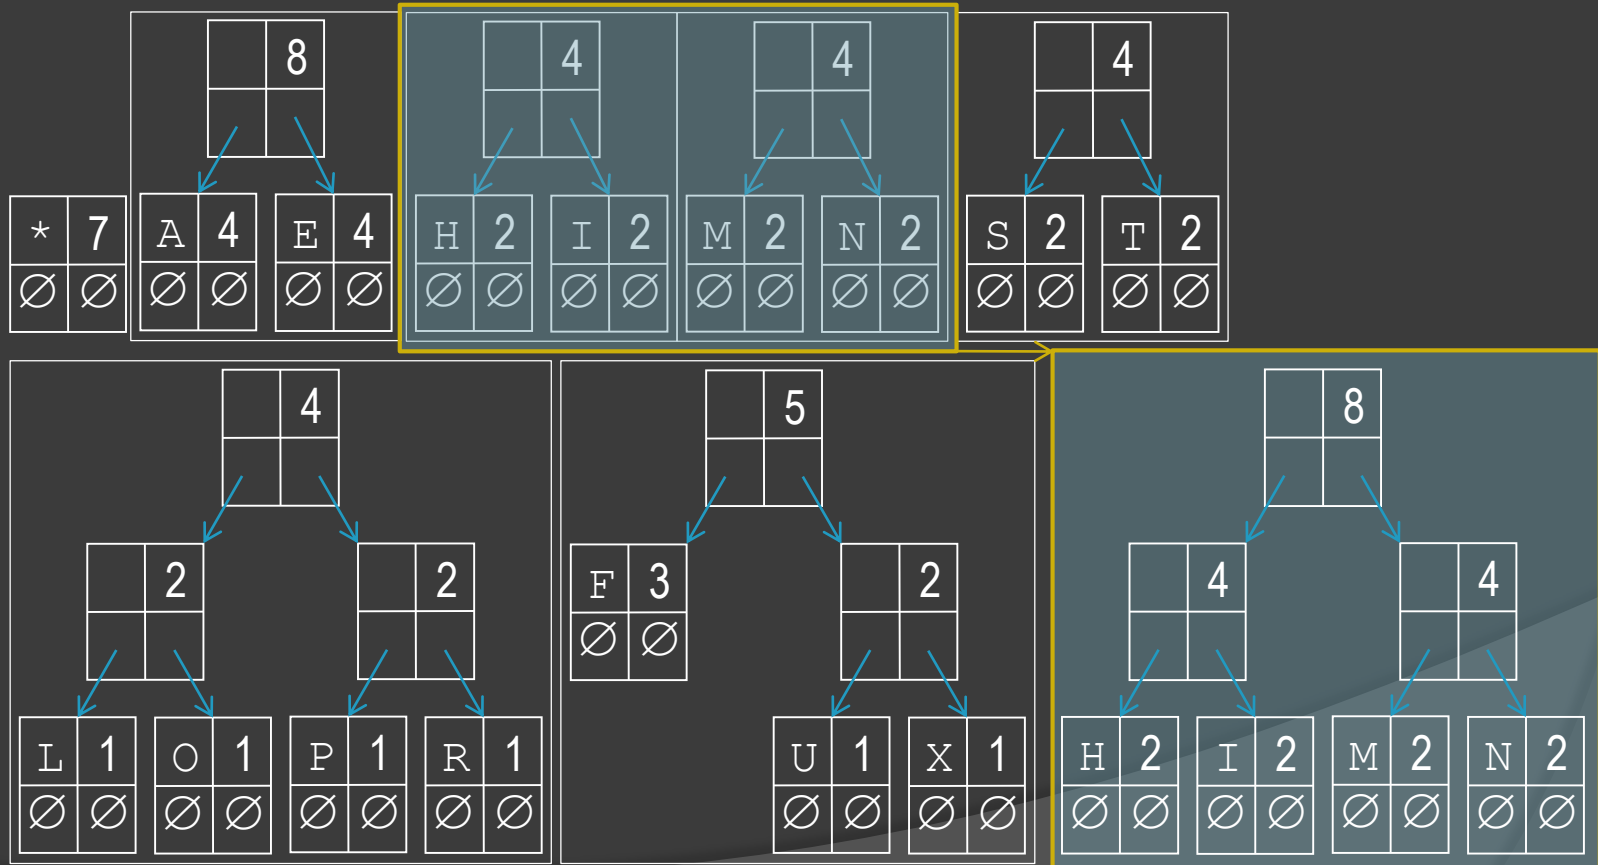 8 4 4 4
* 7 A 4 E 4 H 2 I 2 M 2 N 2 S 2 T 2
∅ ∅ ∅ ∅ ∅ ∅ ∅ ∅ ∅ ∅ ∅ ∅ ∅ ∅ ∅ ∅ ∅ ∅
4 5 8
2 2 F 3 2 4 4
∅ ∅
L 1 O 1 P 1 R 1 U 1 X 1 H 2 I 2 M 2 N 2
∅ ∅ ∅ ∅ ∅ ∅ ∅ ∅ ∅ ∅ ∅ ∅ ∅ ∅ ∅ ∅ ∅ ∅ ∅ ∅